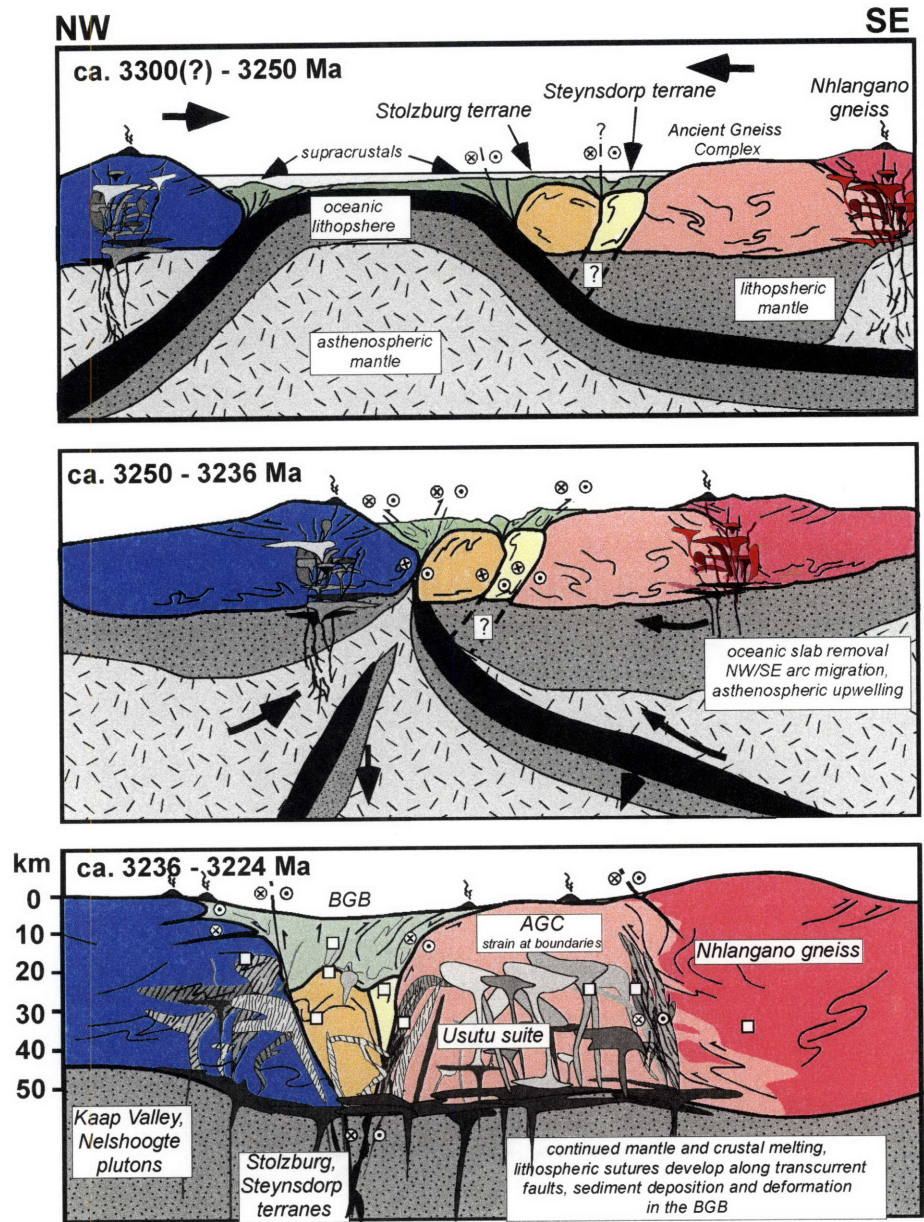 NW
SE
ca. 3300(?) - 3250 Ma
Nhlangano
gneiss
Steynsdorp terrane
Stolzburg terrane
Ancient Gneiss
Complex
supracrustals
?
?
oceanic
lithopshere
?
lithopsheric
mantle
asthenospheric
mantle
ca. 3250 - 3236 Ma
?
oceanic slab removal
NW/SE arc migration,
asthenospheric upwelling
km
ca. 3236 - 3224 Ma
0
10
20
30
40
50
BGB
AGC
strain at boundaries
Nhlangano gneiss
Usutu suite
Kaap Valley,
Nelshoogte
plutons
Stolzburg,
Steynsdorp
terranes
continued mantle and crustal melting,
lithospheric sutures develop along transcurrent
faults, sediment deposition and deformation
in the BGB